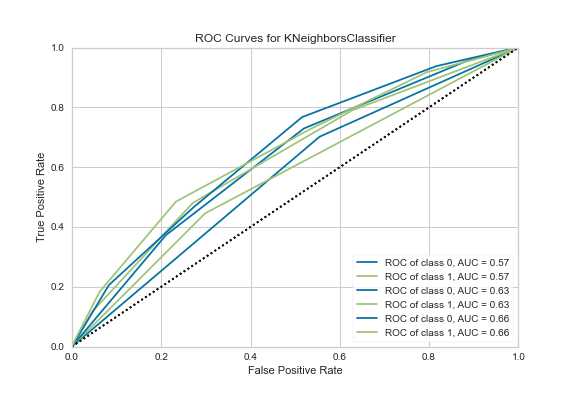 ROC Curves for KNeighborsClassifier
1.0
0.8
0.6
0.4
0.2
0.0
True Positive Rate
ROC of class 0, AUC = 0.57
ROC of class 1, AUC = 0.57
ROC of class 0, AUC = 0.63
ROC of class 1, AUC = 0.63
ROC of class 0, AUC = 0.66
ROC of class 1, AUC = 0.66
0.0 0.2 0.4 0.6 0.8 1.0
False Positive Rate